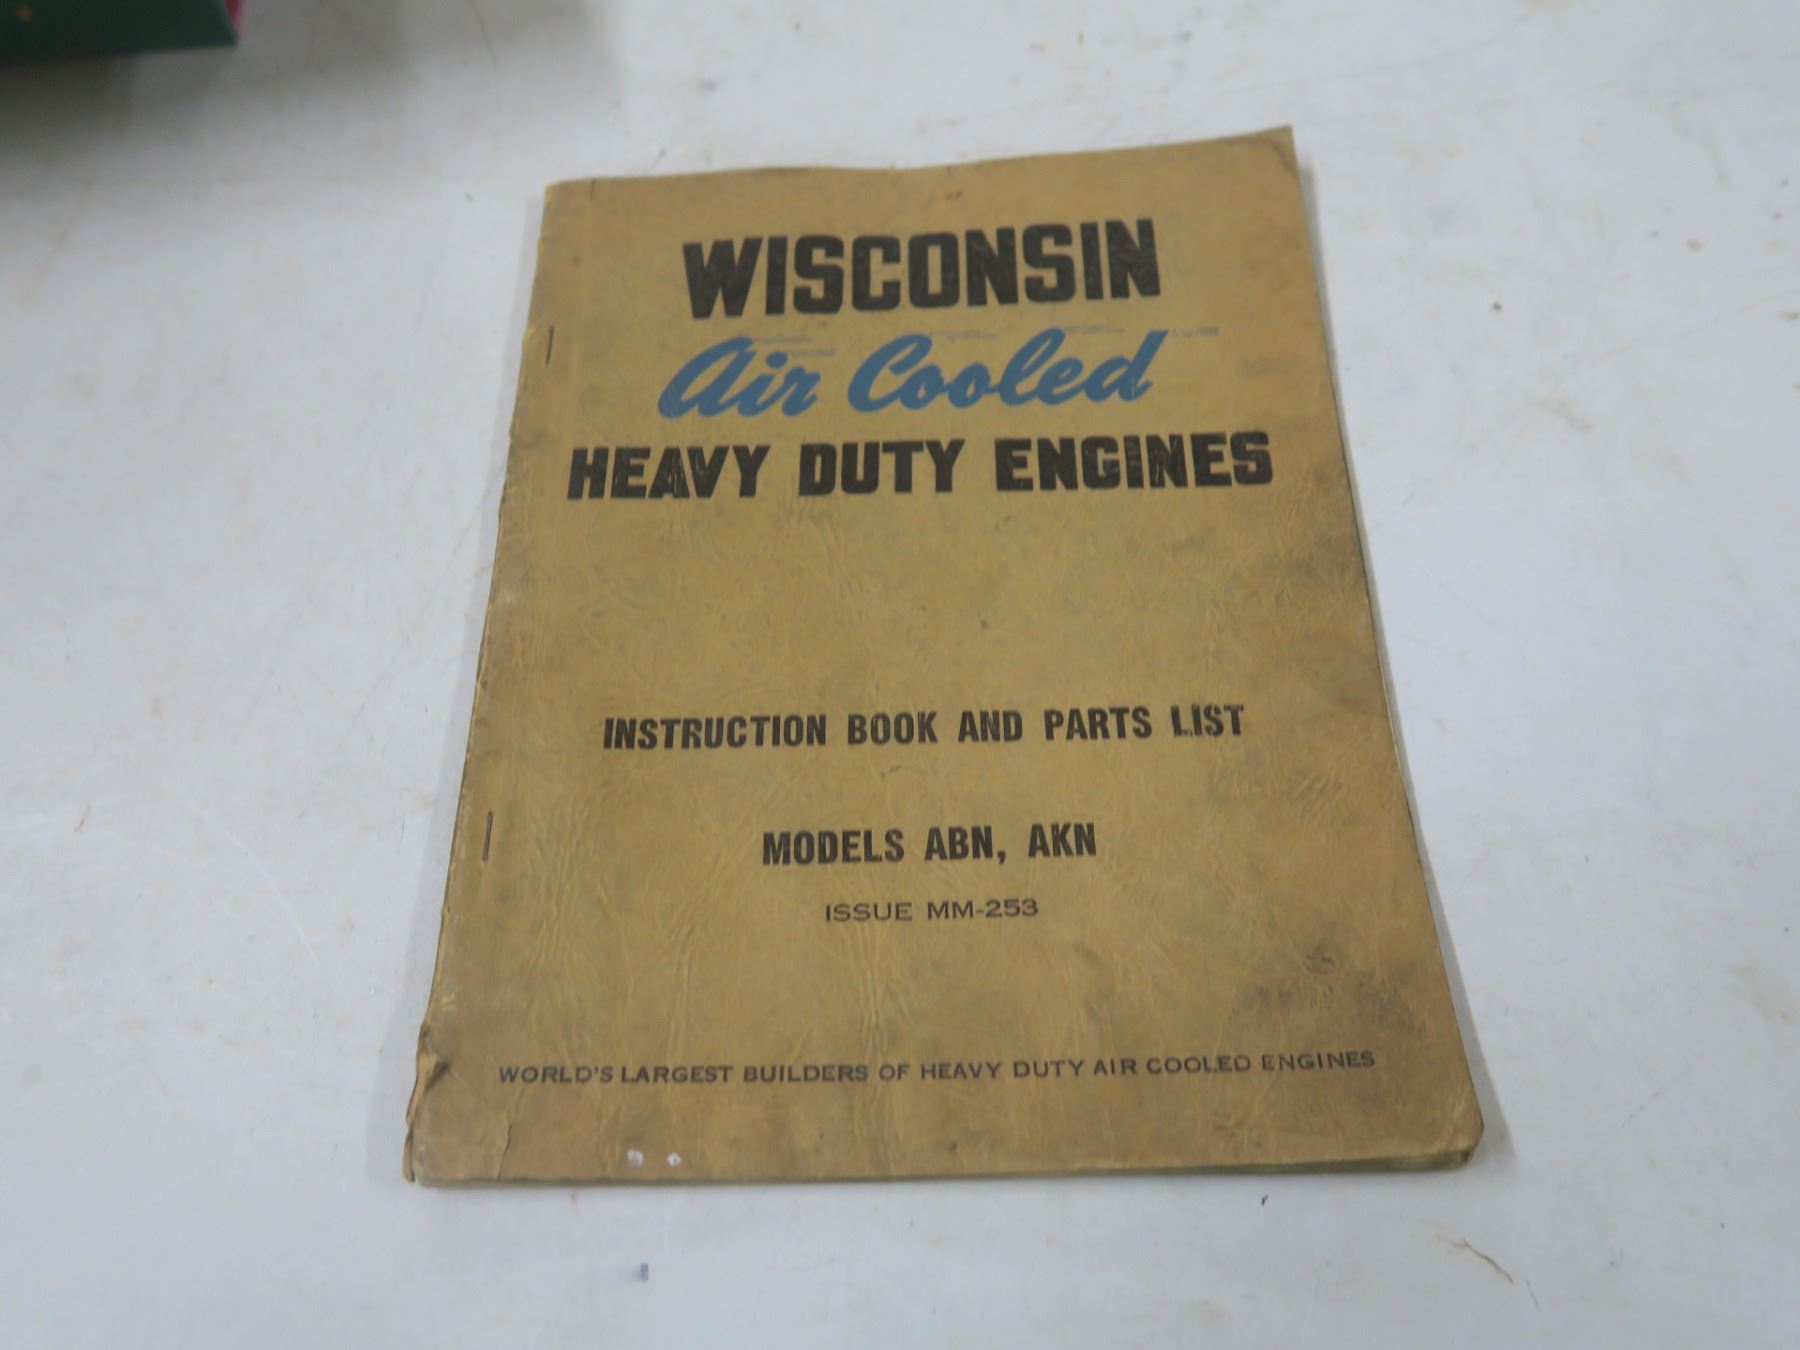 WISCONSIN
Air Cooled
HEAVY DUTY ENGINES
INSTRUCTION BOOK AND PARTS LIST
MODELS ABN, AKN
ISSUE MM-253
WORLD'S LARGEST BUILDERS OF HEAVY DUTY AIR COOLED ENGINES